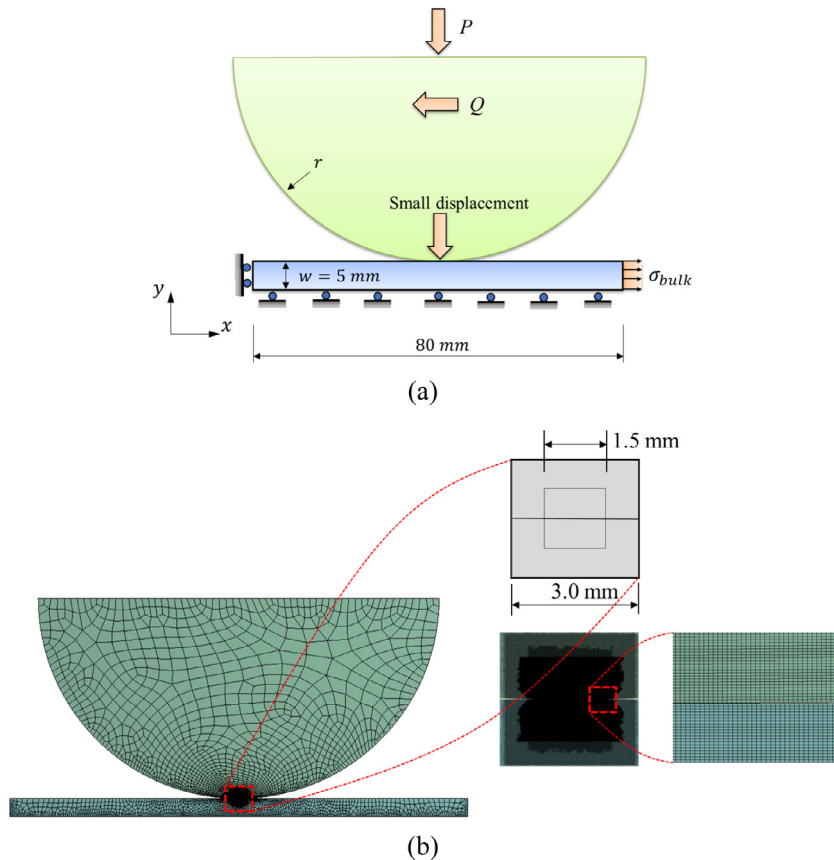 P
Q
r
Small displacement
w = 5 mm
σbulk
y
x
80 mm
(a)
1.5 mm
3.0 mm
(b)